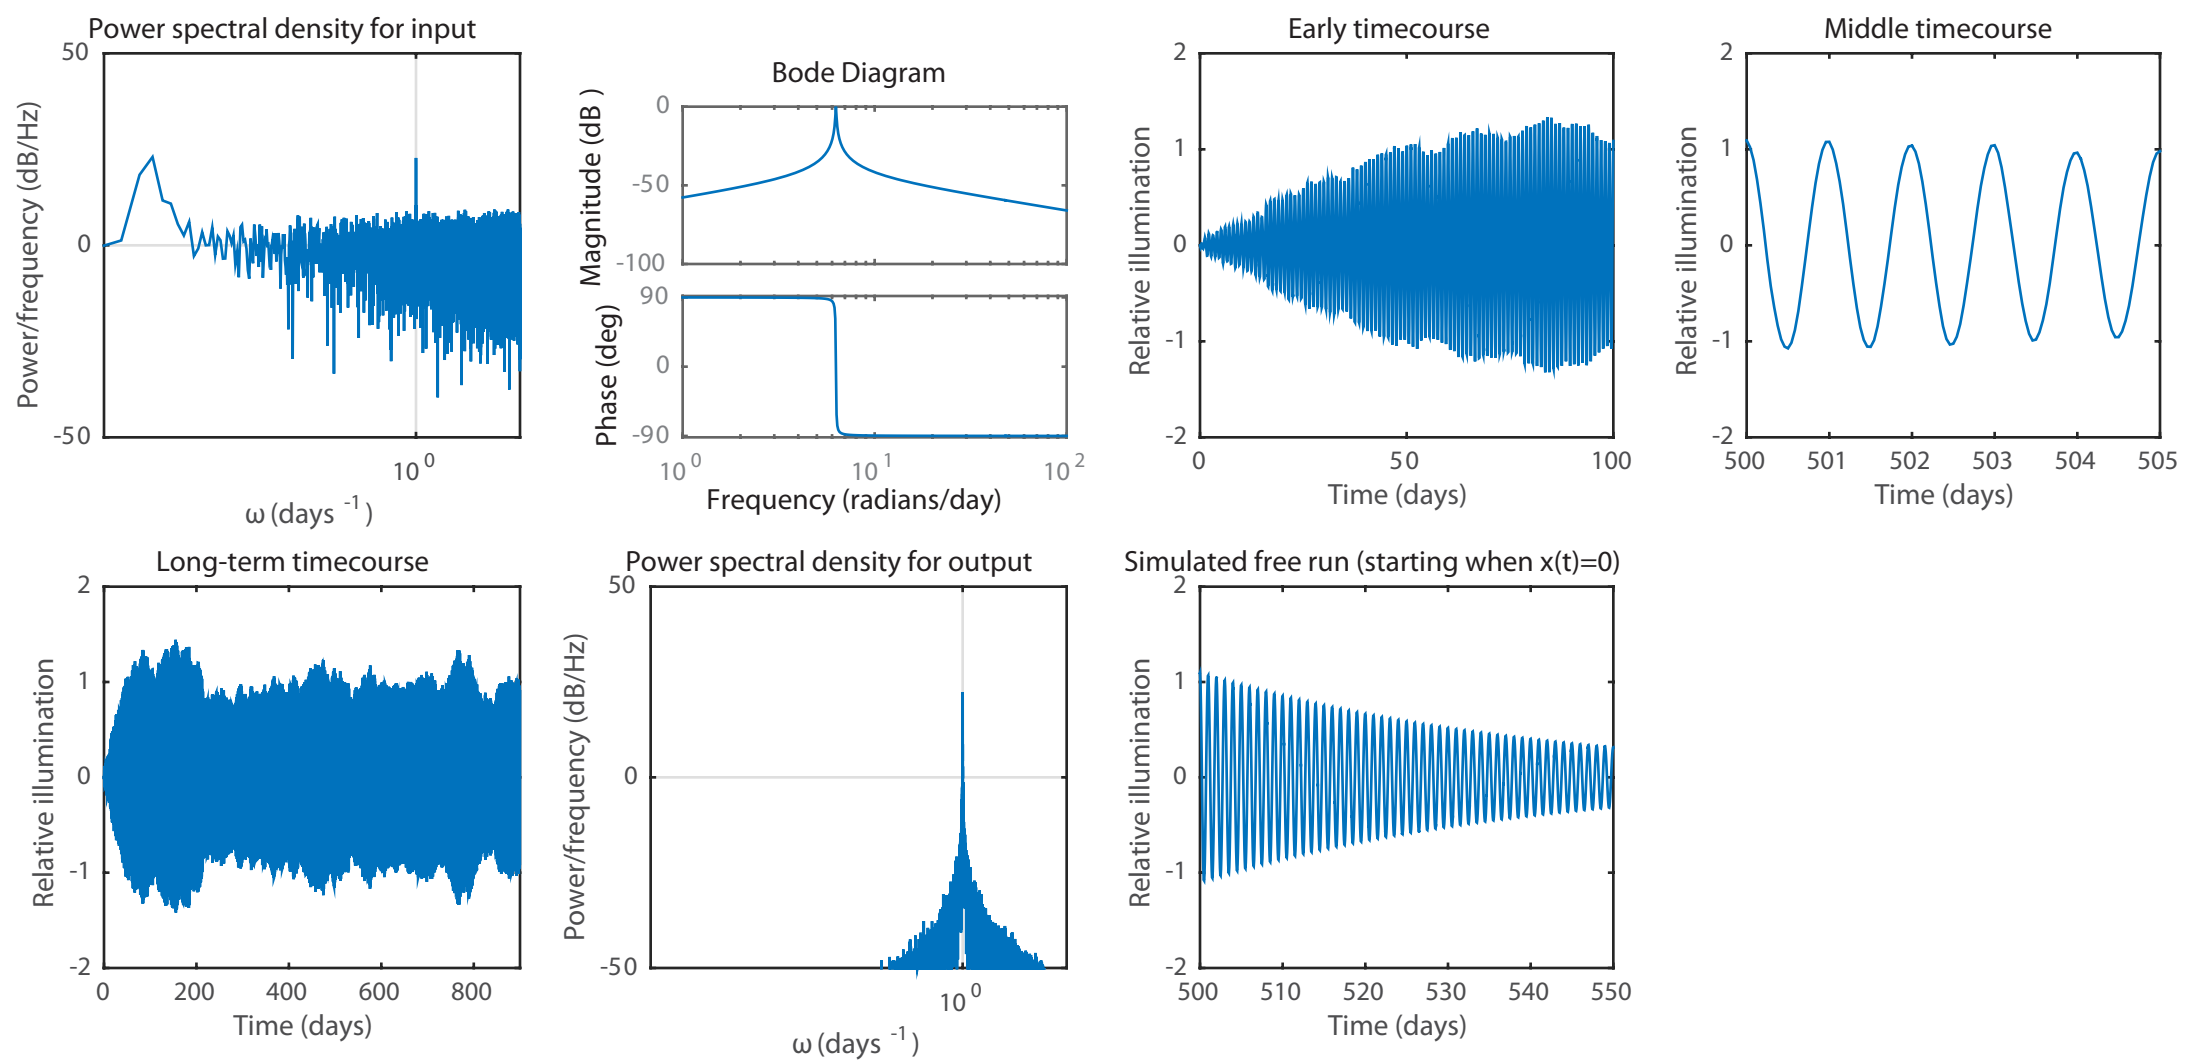 Power spectral density for input
50
0
-50
10 0
Power/frequency (dB/Hz)
ω (days -1 )
Bode Diagram
0
-50
-100
Magnitude (dB )
90
0
-90
Phase (deg)
10 0
10 1
10 2
Frequency (radians/day)
Early timecourse
2
1
0
-1
-2
0
50
100
Relative illumination
Time (days)
Middle timecourse
2
1
0
-1
-2
500
501
502
503
504
505
Relative illumination
Time (days)
Long-term timecourse
2
1
0
-1
-2
0
200
400
600
800
Relative illumination
Time (days)
Power spectral density for output
50
0
-50
10 0
Power/frequency (dB/Hz)
ω (days -1 )
Simulated free run (starting when x(t)=0)
2
1
0
-1
-2
500
510
520
530
540
550
Relative illumination
Time (days)